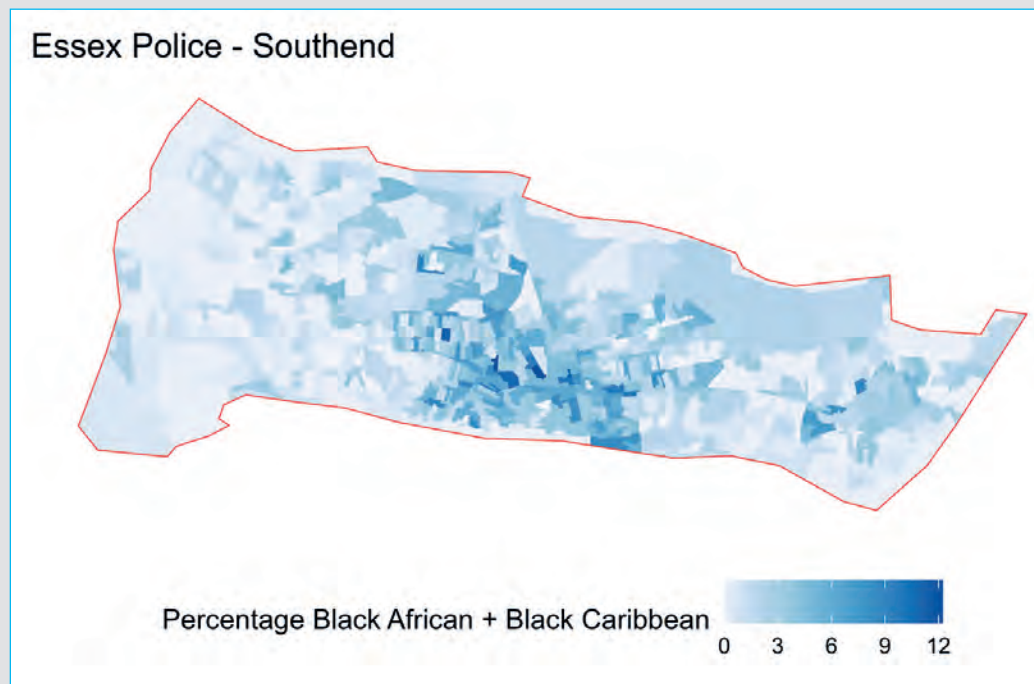 Essex Police - Southend
Percentage Black African + Black Caribbean
0 3 6 9 12